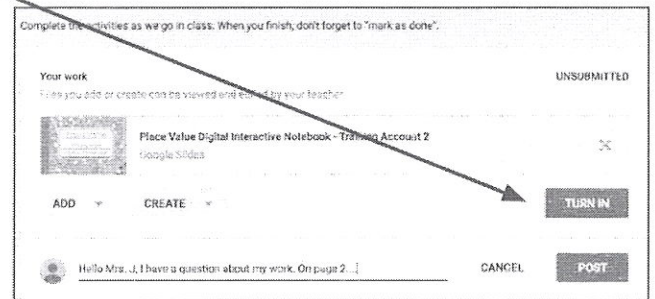 Complete the activities as we go in class. When you finish, don't forget to "mark as done".
Your work
UNSUBMITTED
Files you add or create can be viewed and edited by your teacher
Place Value Digital Interactive Notebook - Training Account 2
Google Slides
ADD CREATE TURN IN
Hello Mrs. J, I have a question about my work. On page 2...
CANCEL POST